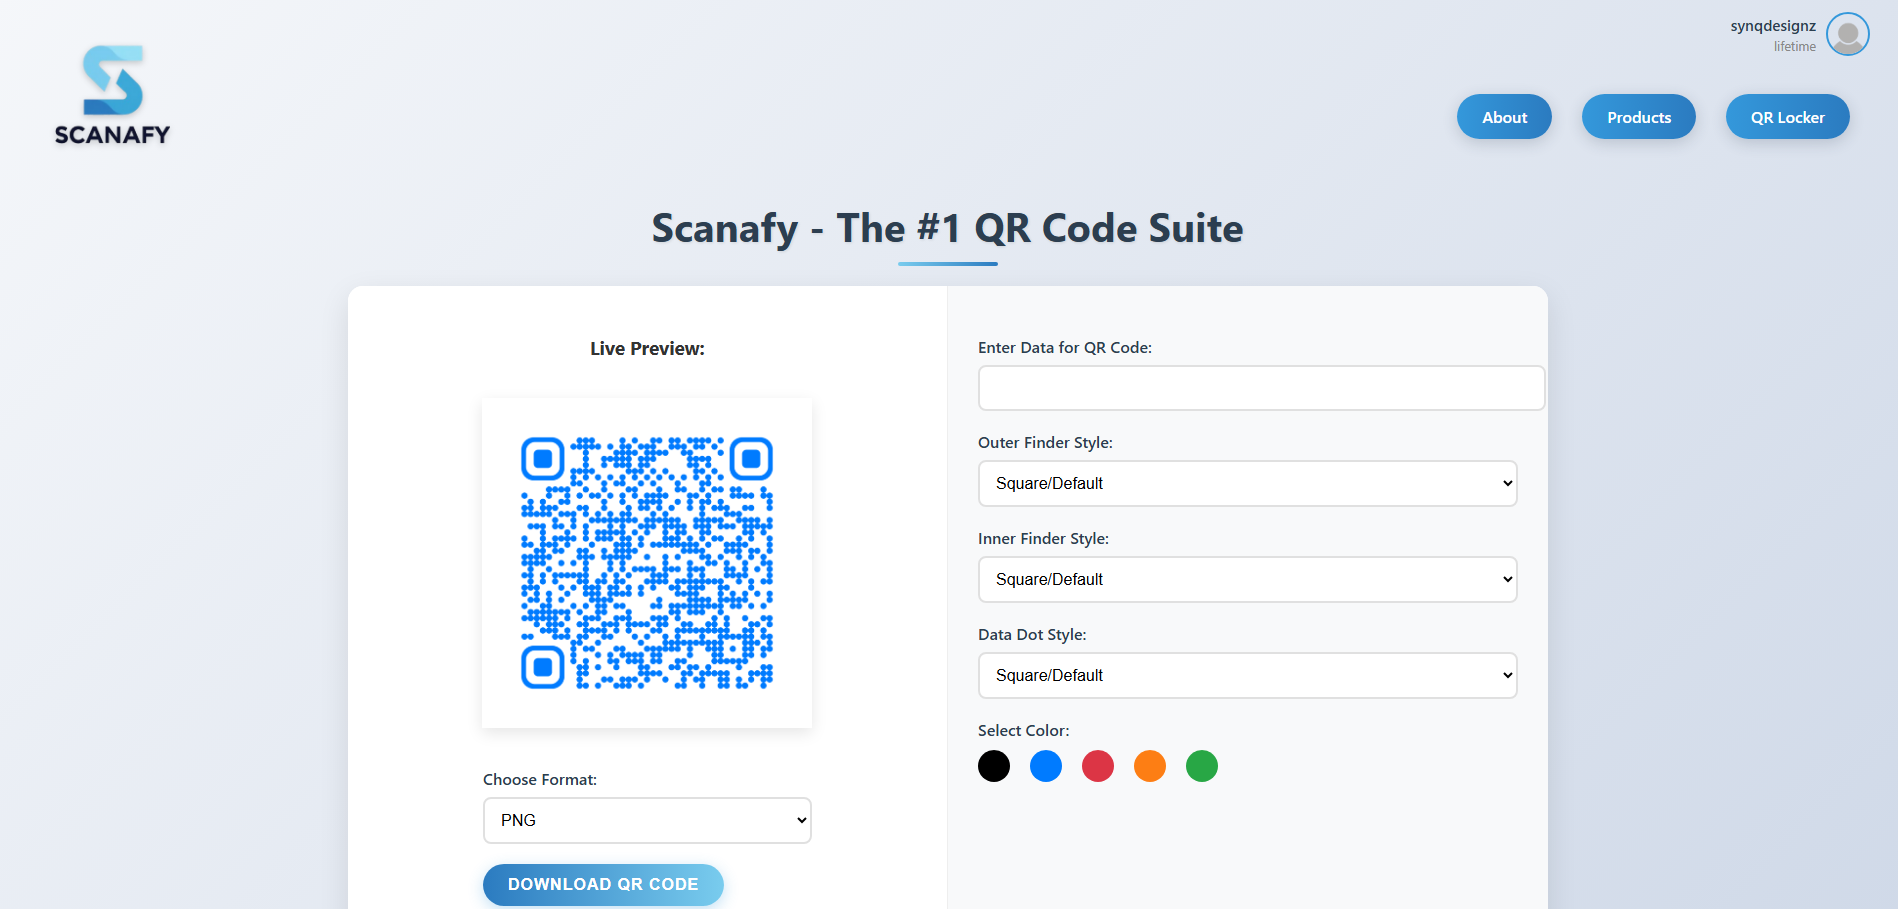 synqdesignz
lifetime
SCANAFY
About
Products
QR Locker
Scanafy - The #1 QR Code Suite
Live Preview:
Choose Format:
PNG
DOWNLOAD QR CODE
Enter Data for QR Code:
Outer Finder Style:
Square/Default
Inner Finder Style:
Square/Default
Data Dot Style:
Square/Default
Select Color: